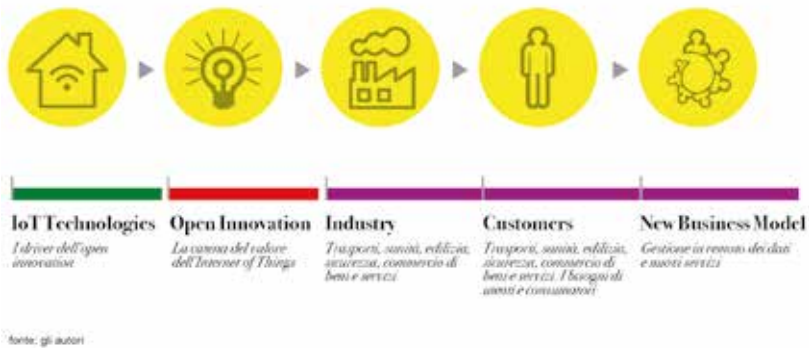 IoT Technologies
I driver dell'open
innovation
Open Innovation
La catena del valore
dell'Internet of Things
Industry
Trasporti, sanità, edilizia,
sicurezza, commercio di
beni e servizi
Customers
Trasporti, sanità, edilizia,
sicurezza, commercio di
beni e servizi. I bisogni di
utenti e consumatori
New Business Model
Gestione in remoto dei dati
e nuovi servizi
fonte: gli autori